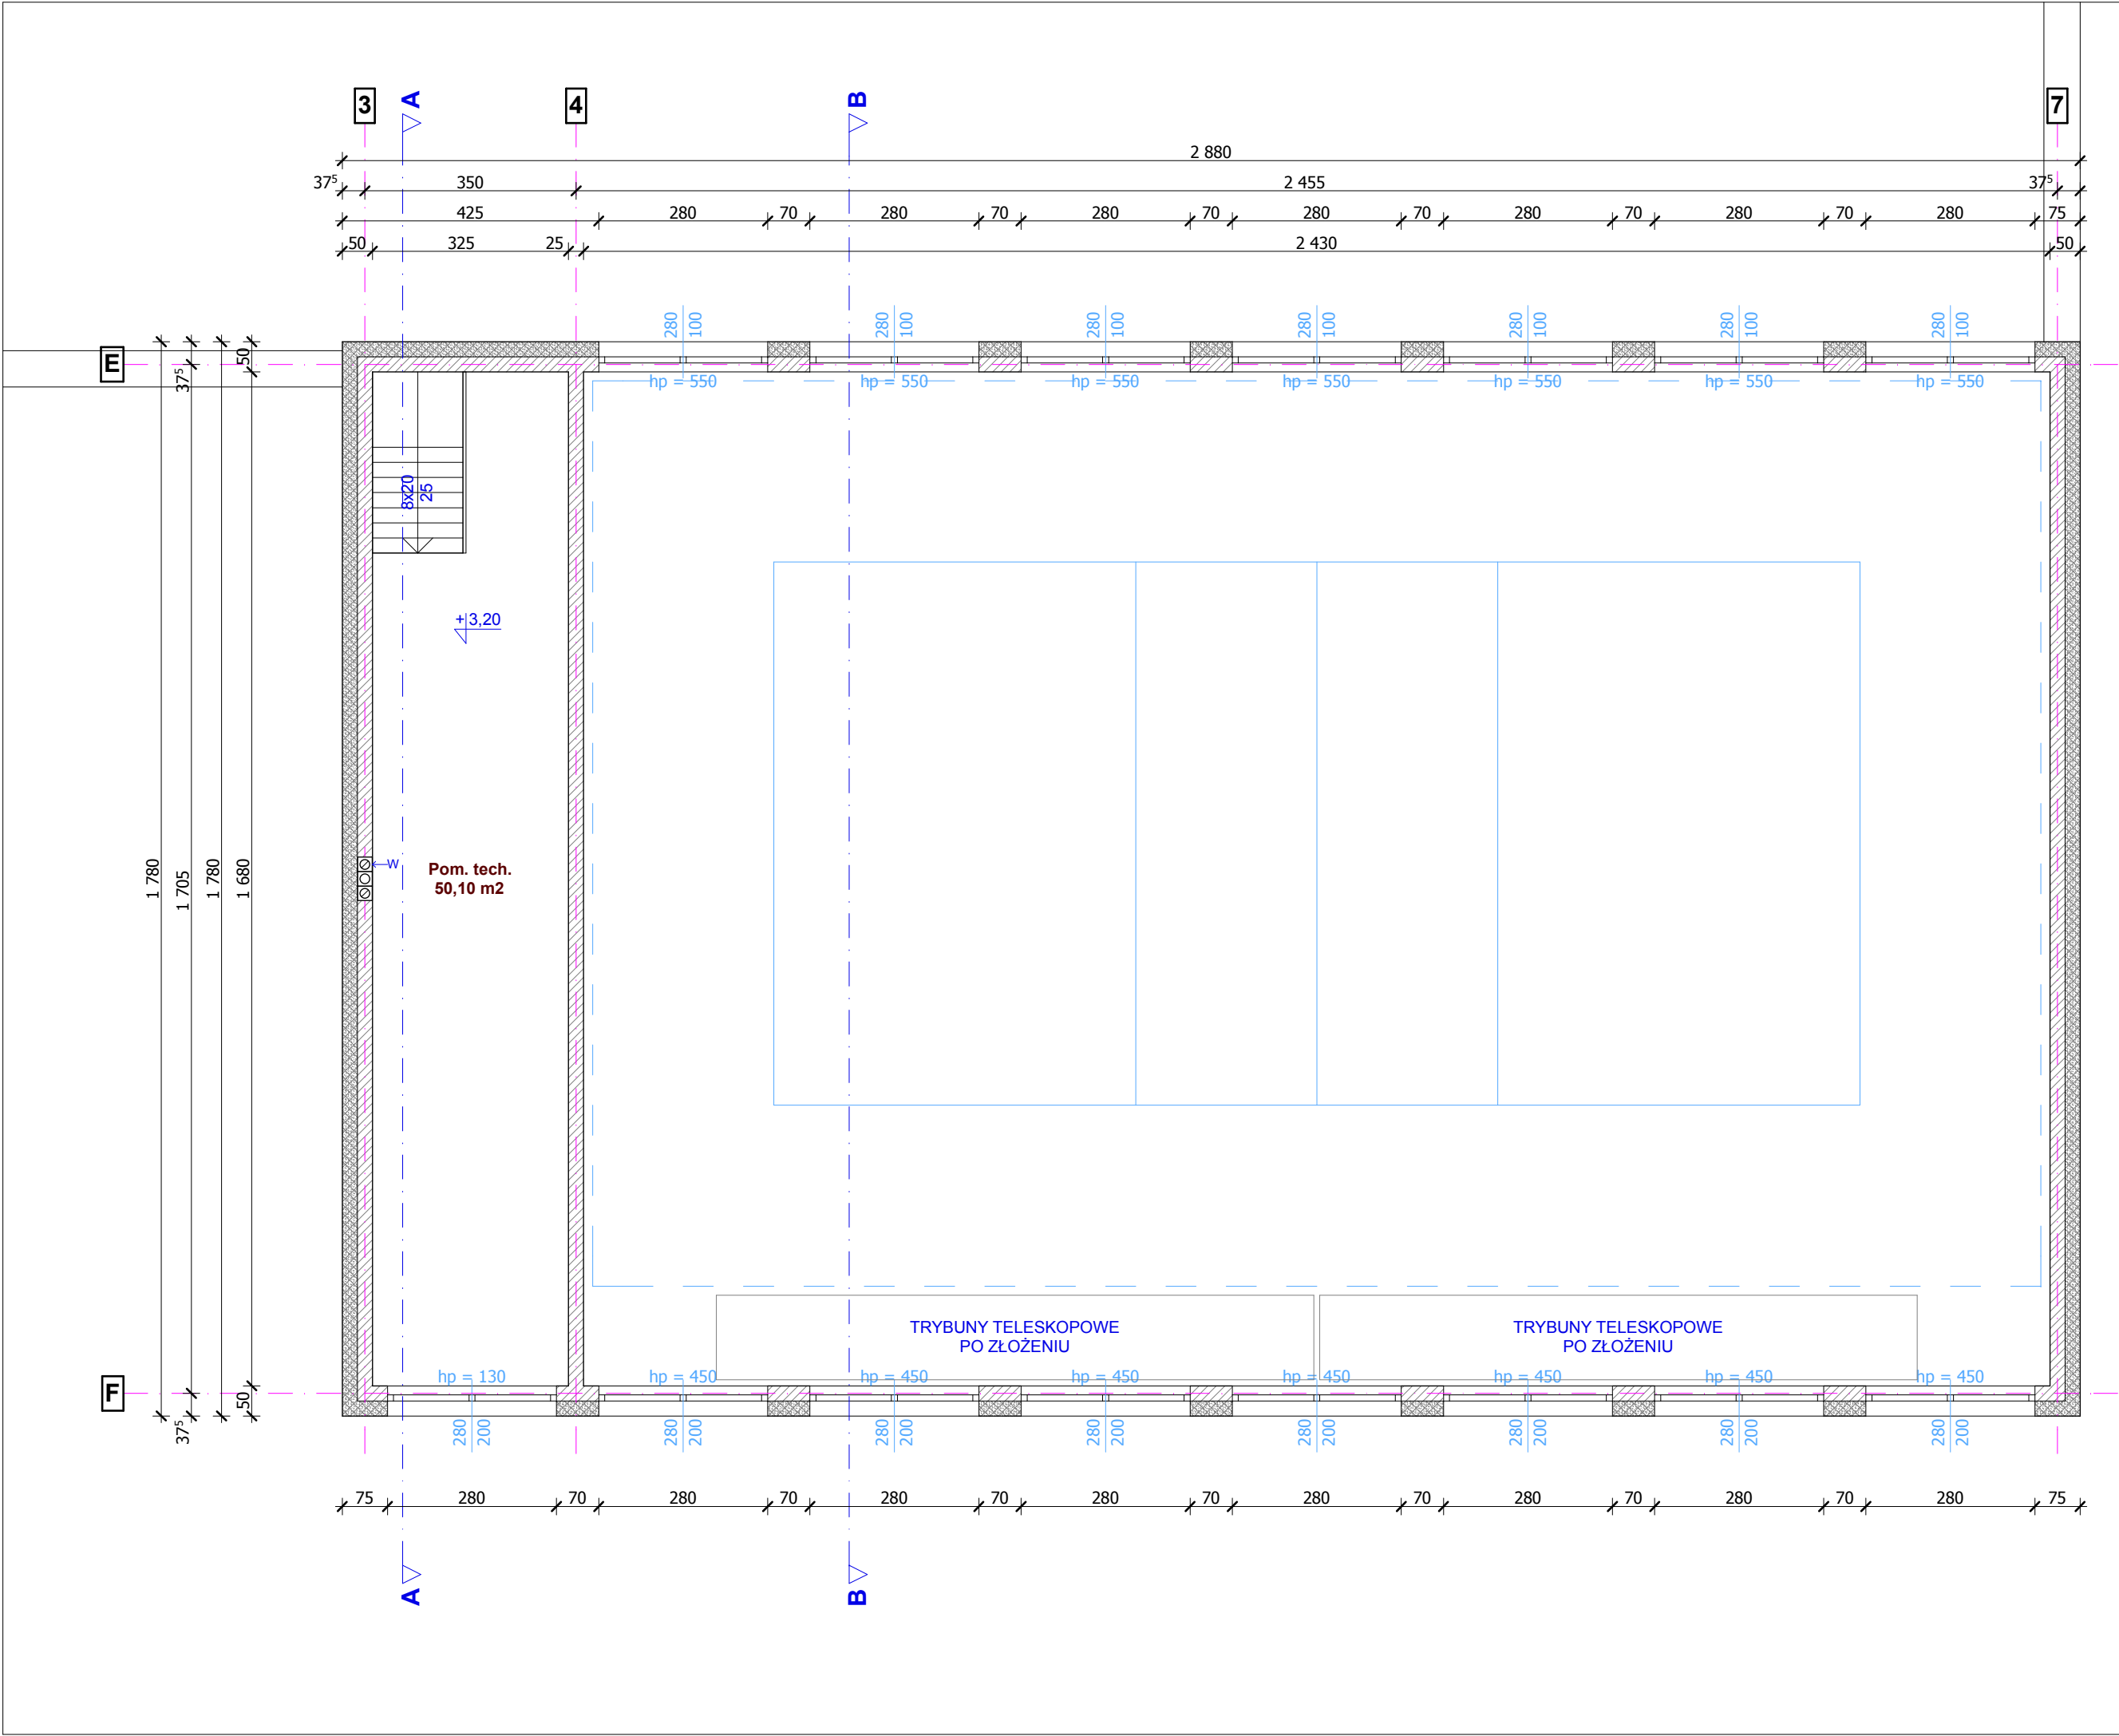 3 A 4 B 7
2 880
37⁵ 350 2 455 37⁵
425 280 70 280 70 280 70 280 70 280 70 280 70 280 75
50 325 25 2 430 50
280 280 280 280 280 280 280
100 100 100 100 100 100 100
E
hp = 550 hp = 550 hp = 550 hp = 550 hp = 550 hp = 550 hp = 550
50
37⁵
8x20
25
+3,20
W
Pom. tech.
50,10 m2
1 780
1 705
1 780
1 680
TRYBUNY TELESKOPOWE
PO ZŁOŻENIU
TRYBUNY TELESKOPOWE
PO ZŁOŻENIU
hp = 130 hp = 450 hp = 450 hp = 450 hp = 450 hp = 450 hp = 450 hp = 450
F
50
37⁵
280 280 280 280 280 280 280 280
200 200 200 200 200 200 200 200
75 280 70 280 70 280 70 280 70 280 70 280 70 280 70 280 75
A B